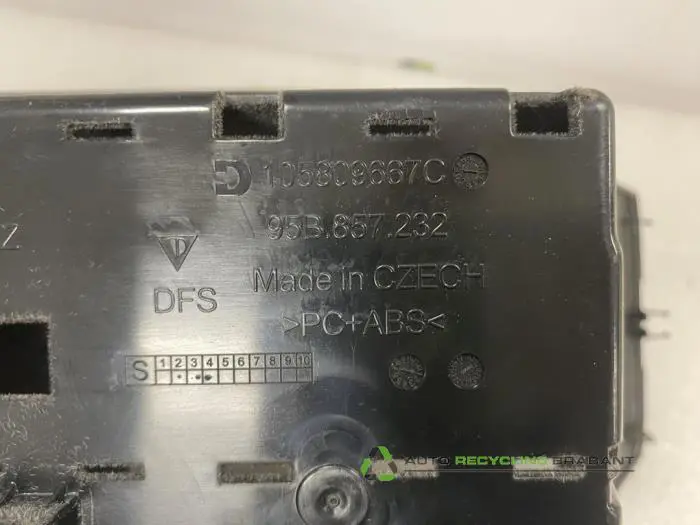 D 105809667C
95B.857.232
Z
D
DFS
Made in CZECH
>PC+ABS<
S 1 2 3 4 5 6 7 8 9 10
AUTO RECYCLING BRABANT